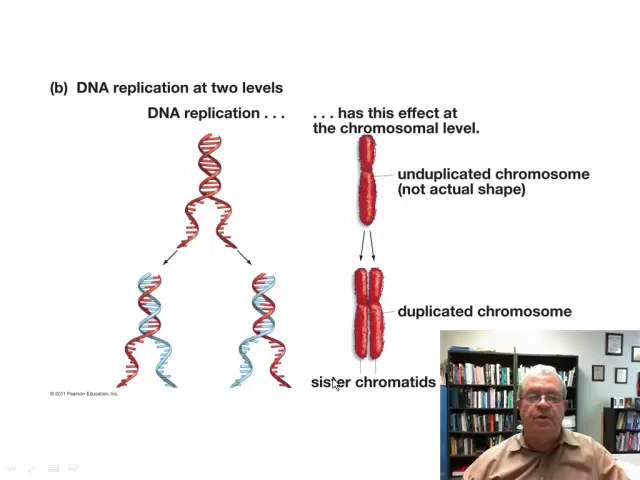 (b) DNA replication at two levels
DNA replication . . .
. . . has this effect at
the chromosomal level.
unduplicated chromosome
(not actual shape)
duplicated chromosome
sister chromatids
© 2011 Pearson Education, Inc.